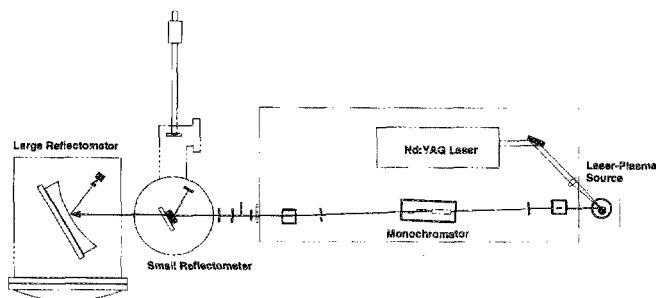 Large Reflectometer
Nd:YAG Laser
Laser-Plasma
Source
Monochromator
Small Reflectometer